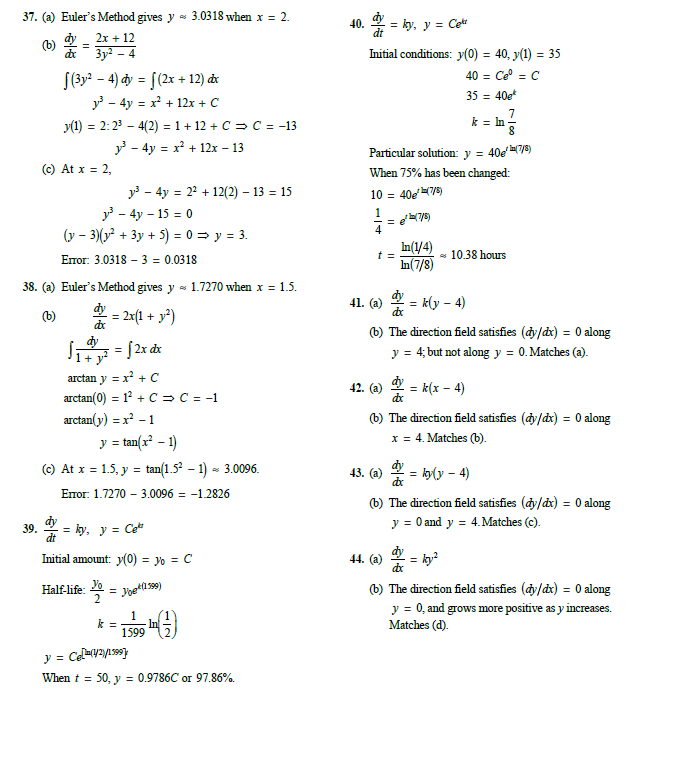 37. (a) Euler's Method gives y ≈ 3.0318 when x = 2.
(b) dy/dx = (2x + 12)/(3y² − 4)
∫(3y² − 4) dy = ∫(2x + 12) dx
y³ − 4y = x² + 12x + C
y(1) = 2: 2³ − 4(2) = 1 + 12 + C ⇒ C = −13
y³ − 4y = x² + 12x − 13
(c) At x = 2,
y³ − 4y = 2² + 12(2) − 13 = 15
y³ − 4y − 15 = 0
(y − 3)(y² + 3y + 5) = 0 ⇒ y = 3.
Error: 3.0318 − 3 = 0.0318
38. (a) Euler's Method gives y ≈ 1.7270 when x = 1.5.
(b) dy/dx = 2x(1 + y²)
∫ dy/(1 + y²) = ∫ 2x dx
arctan y = x² + C
arctan(0) = 1² + C ⇒ C = −1
arctan(y) = x² − 1
y = tan(x² − 1)
(c) At x = 1.5, y = tan(1.5² − 1) ≈ 3.0096.
Error: 1.7270 − 3.0096 = −1.2826
39. dy/dt = ky, y = Ce^(kt)
Initial amount: y(0) = y₀ = C
Half-life: y₀/2 = y₀e^(k(1599))
k = 1/1599 ln(1/2)
y = Ce^([ln(1/2)/1599]t)
When t = 50, y = 0.9786C or 97.86%.
40. dy/dt = ky, y = Ce^(kt)
Initial conditions: y(0) = 40, y(1) = 35
40 = Ce⁰ = C
35 = 40e^k
k = ln 7/8
Particular solution: y = 40e^(t ln(7/8))
When 75% has been changed:
10 = 40e^(t ln(7/8))
1/4 = e^(t ln(7/8))
t = ln(1/4)/ln(7/8) ≈ 10.38 hours
41. (a) dy/dx = k(y − 4)
(b) The direction field satisfies (dy/dx) = 0 along
y = 4; but not along y = 0. Matches (a).
42. (a) dy/dx = k(x − 4)
(b) The direction field satisfies (dy/dx) = 0 along
x = 4. Matches (b).
43. (a) dy/dx = ky(y − 4)
(b) The direction field satisfies (dy/dx) = 0 along
y = 0 and y = 4. Matches (c).
44. (a) dy/dx = ky²
(b) The direction field satisfies (dy/dx) = 0 along
y = 0, and grows more positive as y increases.
Matches (d).